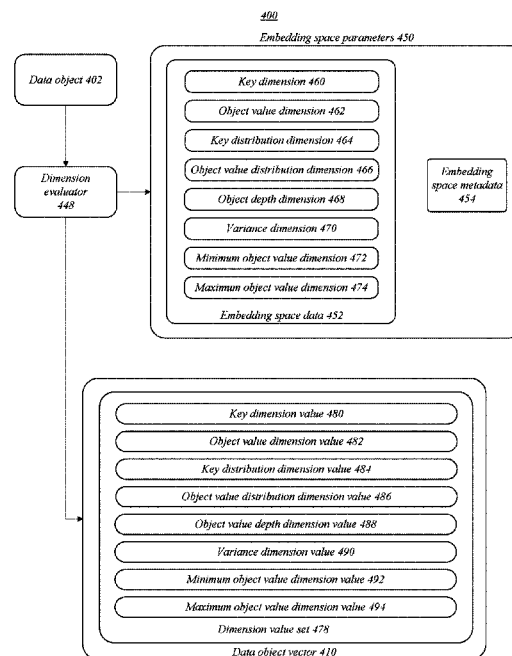 400
Embedding space parameters 450
Data object 402
Dimension
evaluator
448
Key dimension 460
Object value dimension 462
Key distribution dimension 464
Object value distribution dimension 466
Object depth dimension 468
Variance dimension 470
Minimum object value dimension 472
Maximum object value dimension 474
Embedding space data 452
Embedding
space metadata
454
Key dimension value 480
Object value dimension value 482
Key distribution dimension value 484
Object value distribution dimension value 486
Object value depth dimension value 488
Variance dimension value 490
Minimum object value dimension value 492
Maximum object value dimension value 494
Dimension value set 478
Data object vector 410